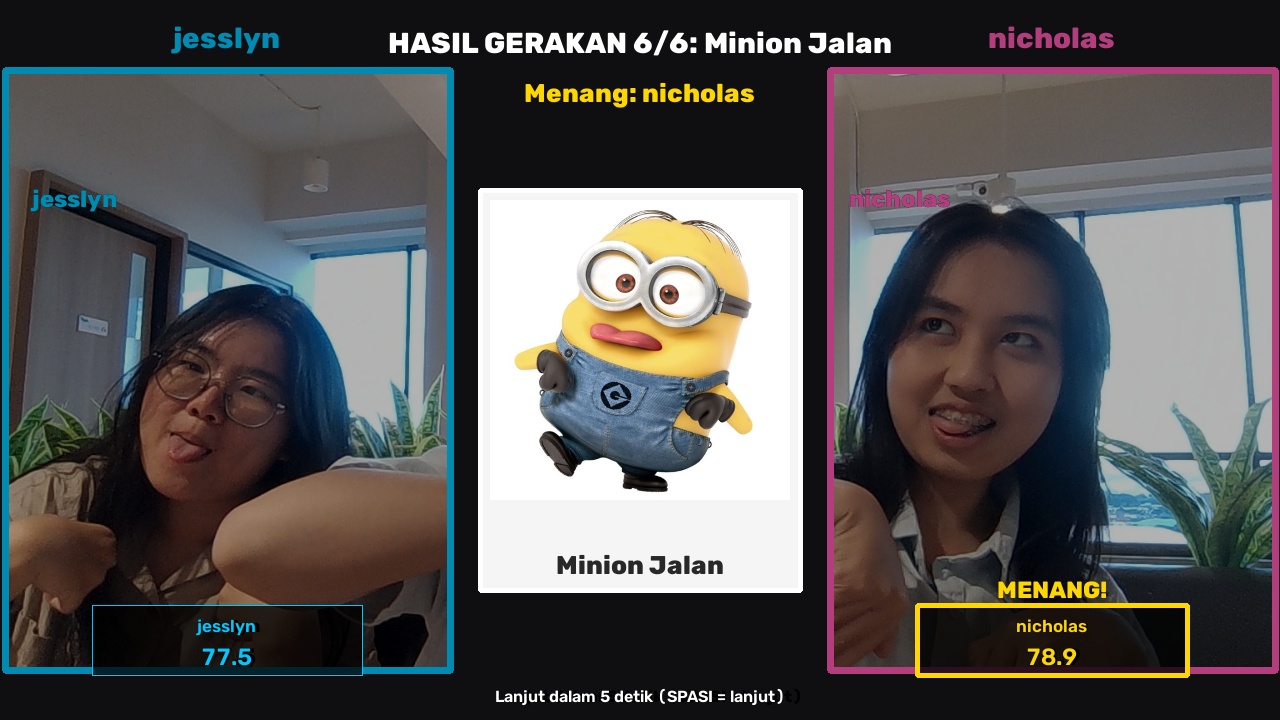 jesslyn
HASIL GERAKAN 6/6: Minion Jalan
nicholas
Menang: nicholas
jesslyn
nicholas
Minion Jalan
MENANG!
jesslyn
77.5
nicholas
78.9
Lanjut dalam 5 detik (SPASI = lanjut)